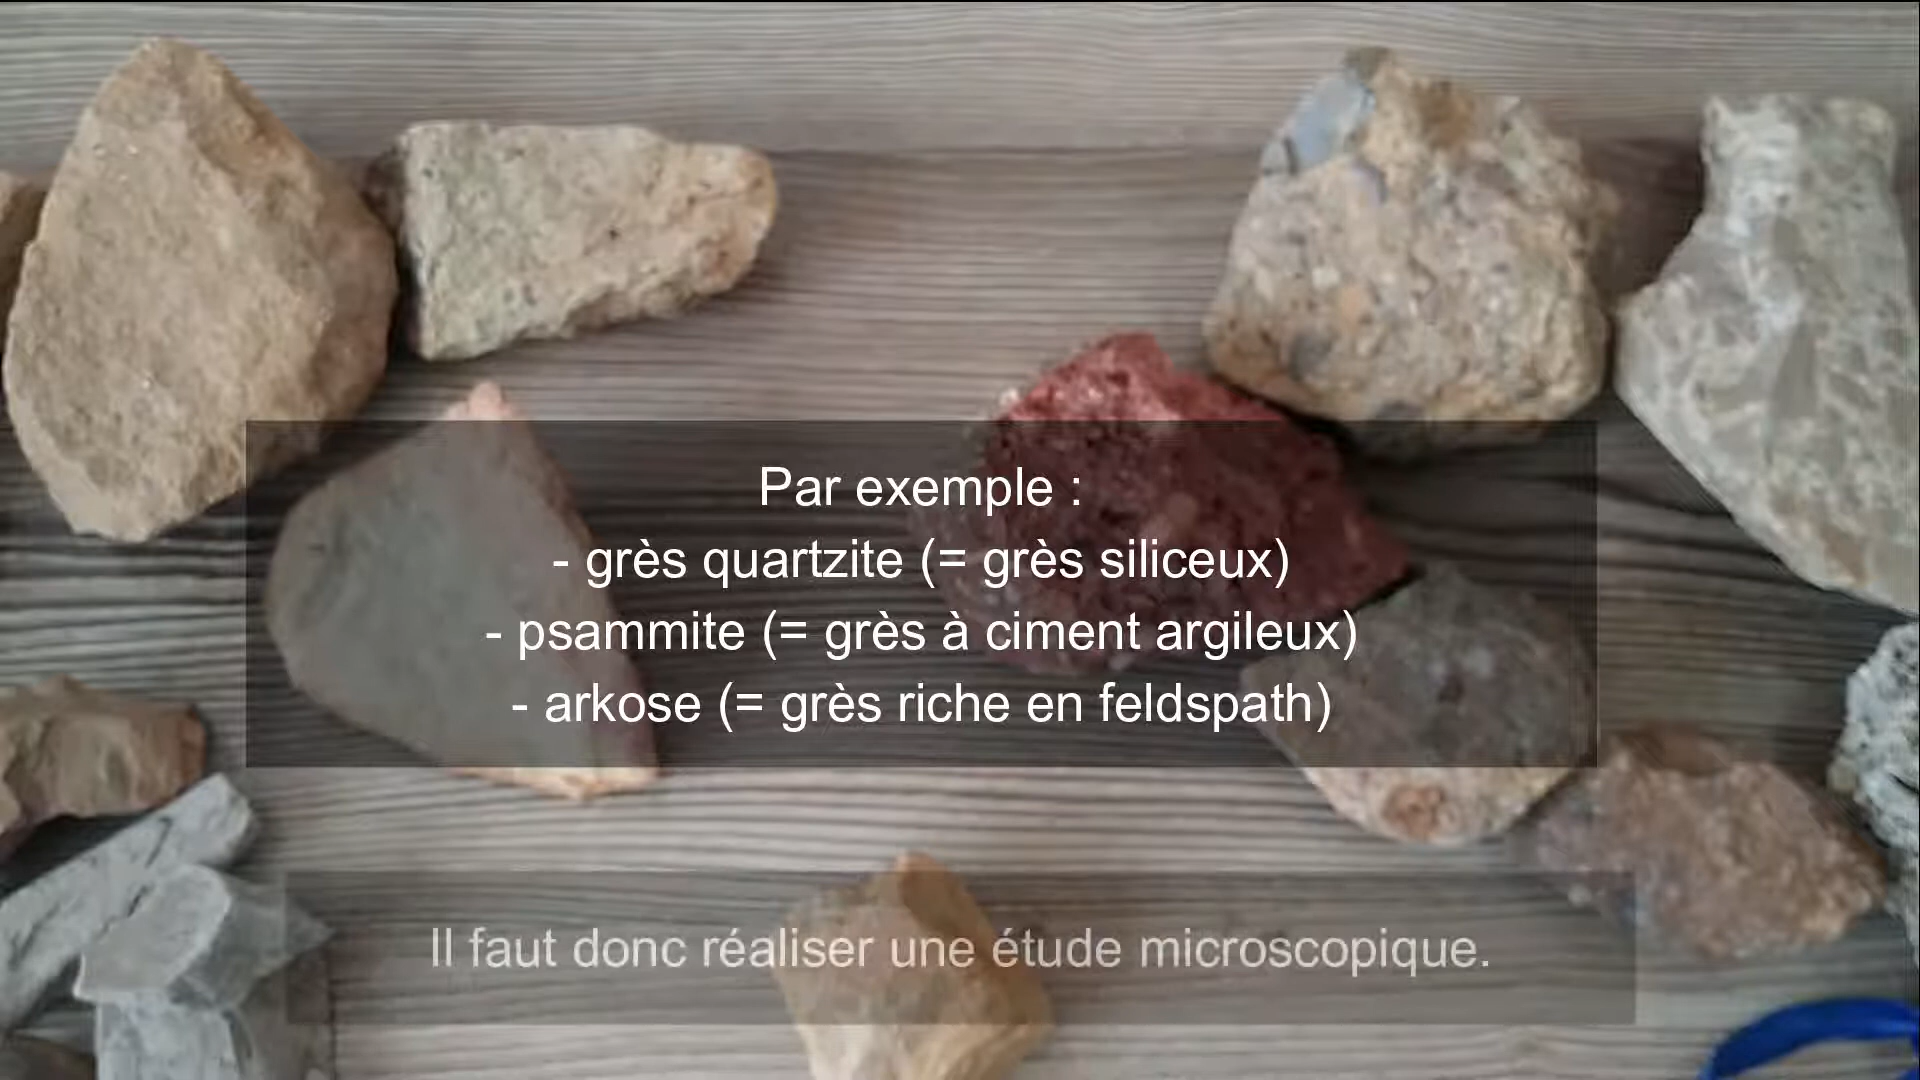 Par exemple :
- grès quartzite (= grès siliceux)
- psammite (= grès à ciment argileux)
- arkose (= grès riche en feldspath)
Il faut donc réaliser une étude microscopique.